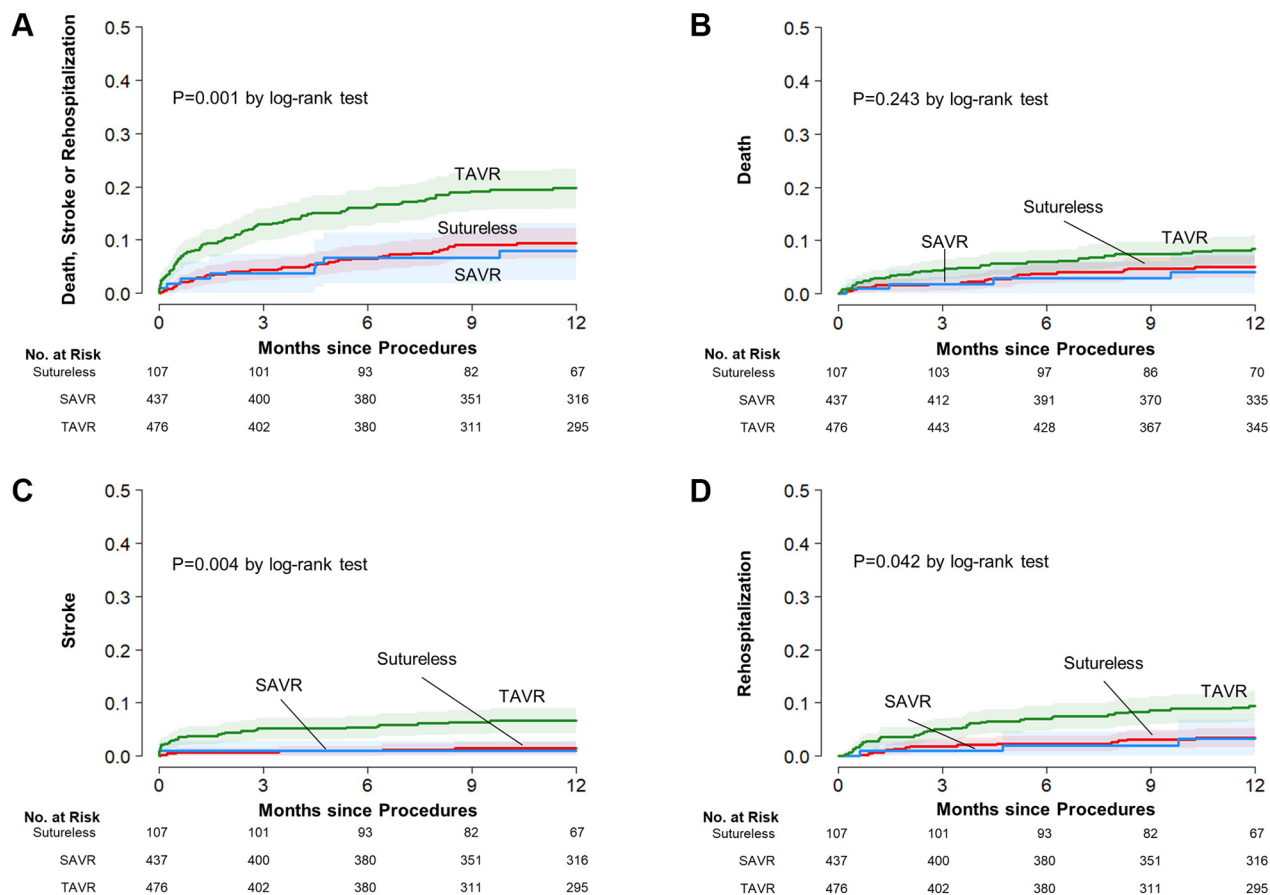 A
Death, Stroke or Rehospitalization
0.5
0.4
0.3
0.2
0.1
0.0
P=0.001 by log-rank test
TAVR
Sutureless
SAVR
0 3 6 9 12
Months since Procedures
No. at Risk
Sutureless 107 101 93 82 67
SAVR 437 400 380 351 316
TAVR 476 402 380 311 295
B
Death
0.5
0.4
0.3
0.2
0.1
0.0
P=0.243 by log-rank test
Sutureless
SAVR
TAVR
0 3 6 9 12
Months since Procedures
No. at Risk
Sutureless 107 103 97 86 70
SAVR 437 412 391 370 335
TAVR 476 443 428 367 345
C
Stroke
0.5
0.4
0.3
0.2
0.1
0.0
P=0.004 by log-rank test
Sutureless
SAVR
TAVR
0 3 6 9 12
Months since Procedures
No. at Risk
Sutureless 107 101 93 82 67
SAVR 437 400 380 351 316
TAVR 476 402 380 311 295
D
Rehospitalization
0.5
0.4
0.3
0.2
0.1
0.0
P=0.042 by log-rank test
Sutureless
SAVR
TAVR
0 3 6 9 12
Months since Procedures
No. at Risk
Sutureless 107 101 93 82 67
SAVR 437 400 380 351 316
TAVR 476 402 380 311 295